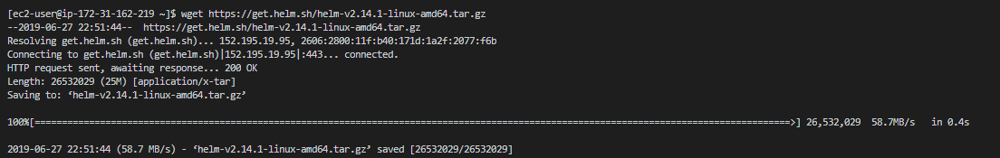 [ec2-user@ip-172-31-162-219 ~]$ wget https://get.helm.sh/helm-v2.14.1-linux-amd64.tar.gz
--2019-06-27 22:51:44--  https://get.helm.sh/helm-v2.14.1-linux-amd64.tar.gz
Resolving get.helm.sh (get.helm.sh)... 152.195.19.95, 2606:2800:11f:b40:171d:1a2f:2077:f6b
Connecting to get.helm.sh (get.helm.sh)|152.195.19.95|:443... connected.
HTTP request sent, awaiting response... 200 OK
Length: 26532029 (25M) [application/x-tar]
Saving to: ‘helm-v2.14.1-linux-amd64.tar.gz’
100%[===========================================================================================================================================>] 26,532,029  58.7MB/s   in 0.4s
2019-06-27 22:51:44 (58.7 MB/s) - ‘helm-v2.14.1-linux-amd64.tar.gz’ saved [26532029/26532029]